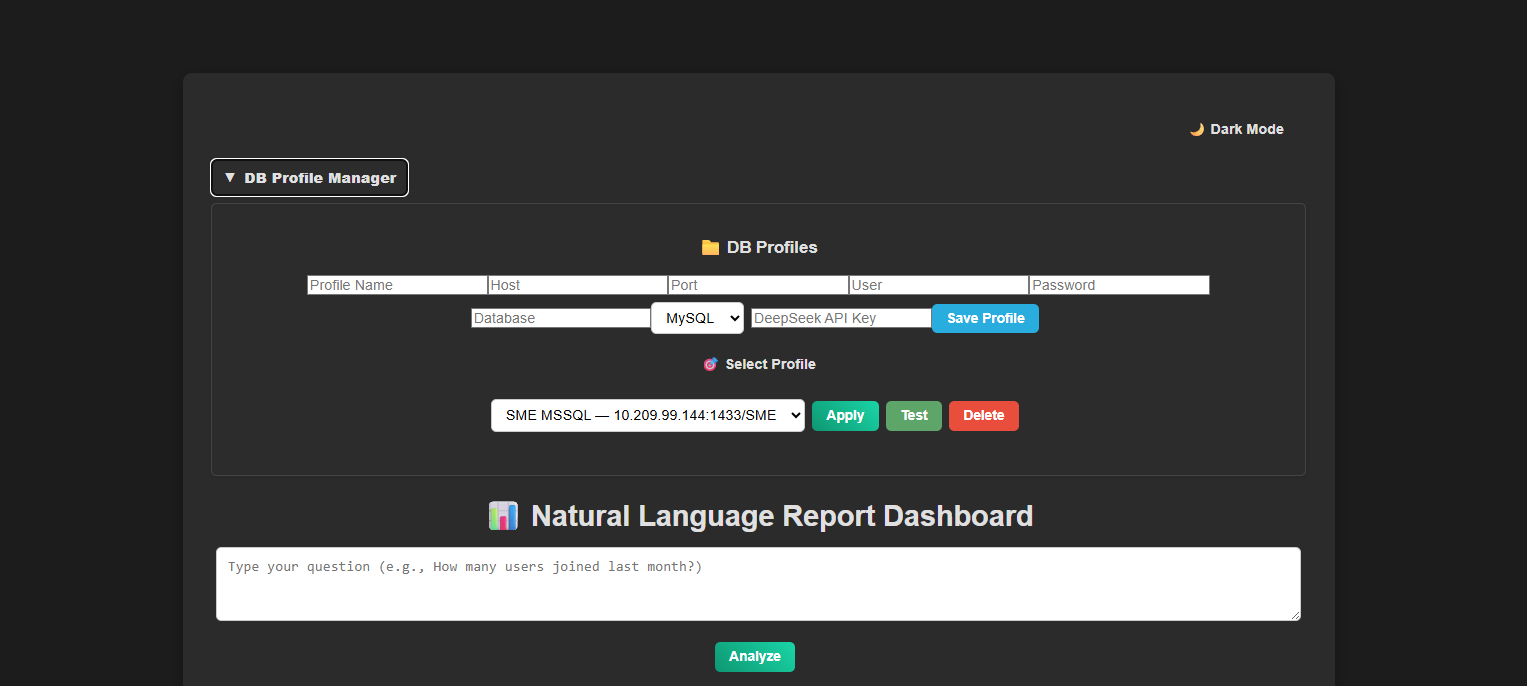 🌙 Dark Mode
▼ DB Profile Manager
📁 DB Profiles
Profile Name Host Port User Password
Database MySQL DeepSeek API Key Save Profile
🎯 Select Profile
SME MSSQL — 10.209.99.144:1433/SME Apply Test Delete
📊 Natural Language Report Dashboard
Type your question (e.g., How many users joined last month?)
Analyze